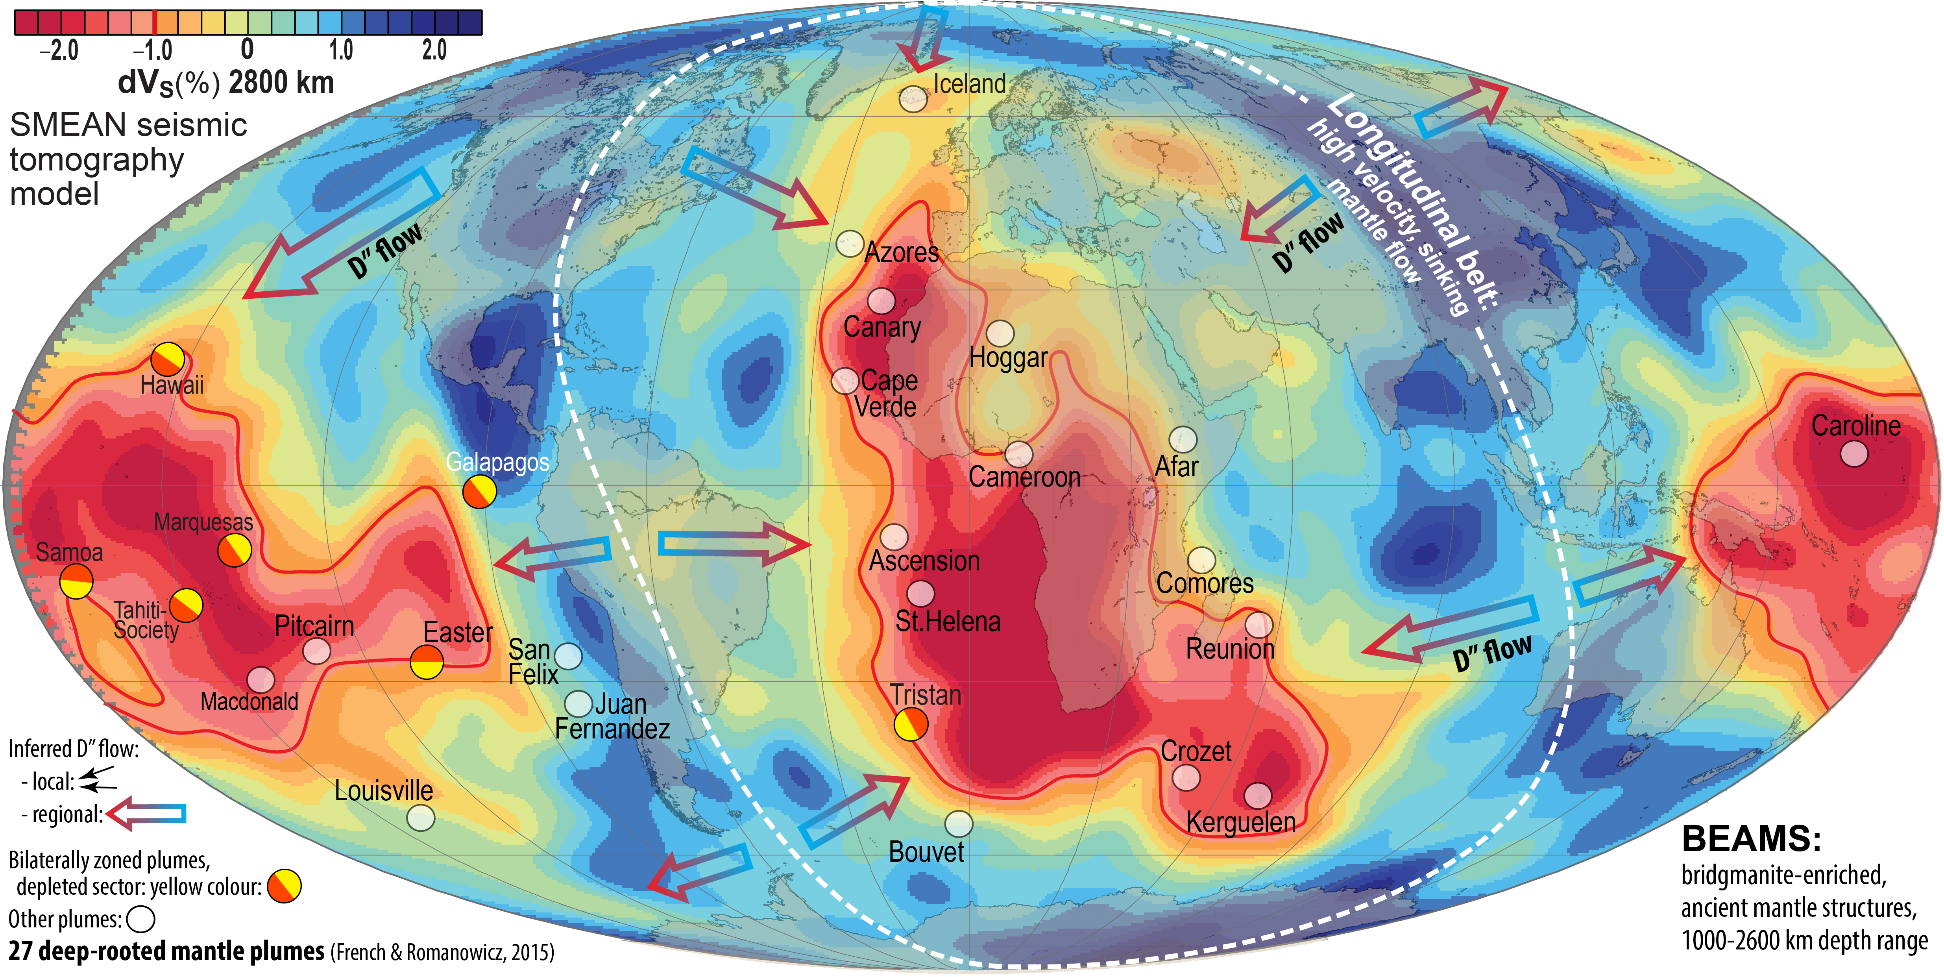 −2.0 −1.0 0 1.0 2.0
dVS(%) 2800 km
SMEAN seismic
tomography
model
Iceland
Longitudinal belt:
high velocity, sinking
mantle flow
D″ flow
D″ flow
Azores
Canary
Hoggar
Cape
Verde
Hawaii
Galapagos
Cameroon
Afar
Caroline
Marquesas
Samoa
Ascension
Comores
Tahiti-
Society
Pitcairn
Easter
San
Felix
St.Helena
Reunion
D″ flow
Macdonald
Juan
Fernandez
Tristan
Crozet
Louisville
Kerguelen
Bouvet
Inferred D″ flow:
- local:
- regional:
Bilaterally zoned plumes,
depleted sector: yellow colour:
Other plumes:
27 deep-rooted mantle plumes (French & Romanowicz, 2015)
BEAMS:
bridgmanite-enriched,
ancient mantle structures,
1000-2600 km depth range